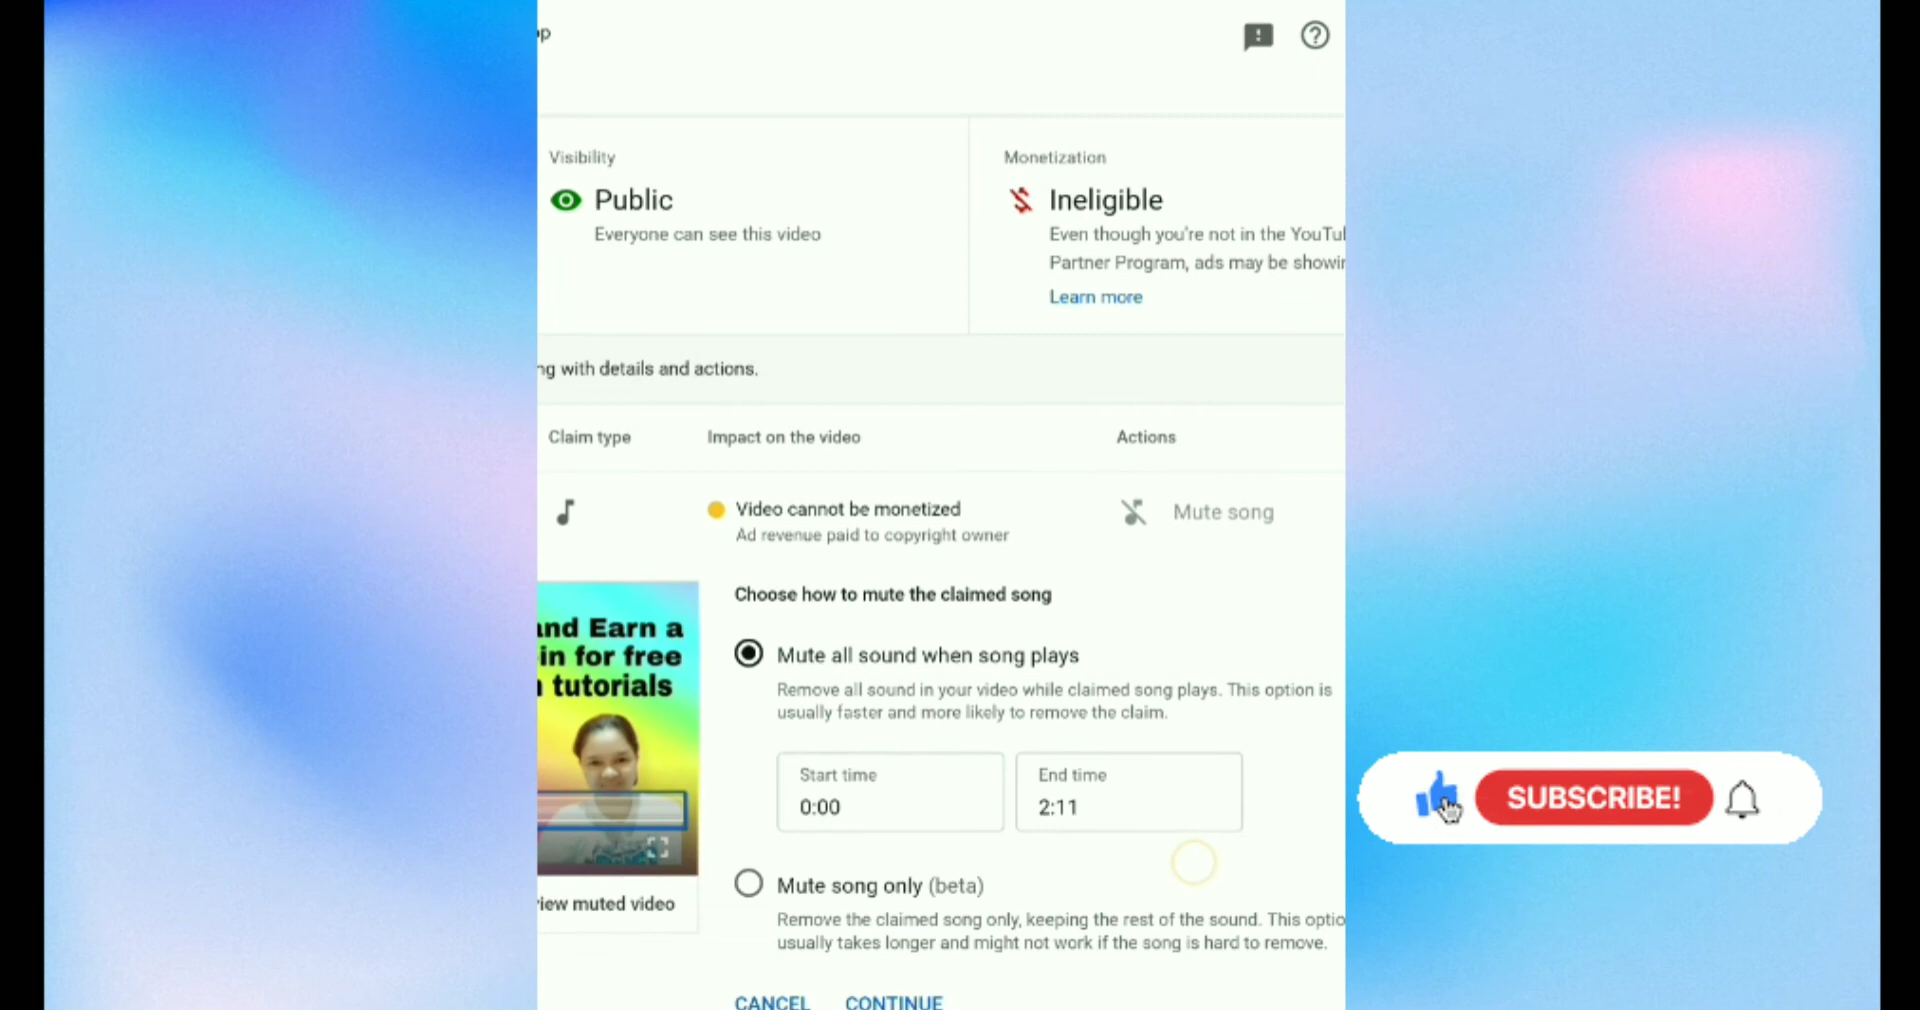 Visibility
Public
Everyone can see this video
Monetization
Ineligible
Even though you're not in the
Partner Program, ads may be
Learn more
with details and actions.
Claim type
Impact on the video
Actions
Video cannot be monetized
Ad revenue paid to copyright owner
Mute song
Choose how to mute the claimed song
Mute all sound when song plays
Remove all sound in your video while claimed song plays. This option is
usually faster and more likely to remove the claim.
Start time
0:00
End time
2:11
Mute song only (beta)
Remove the claimed song only, keeping the rest of the sound. This
usually takes longer and might not work if the song is hard to remove.
CANCEL
CONTINUE
and Earn a
in for free
tutorials
muted video
SUBSCRIBE!